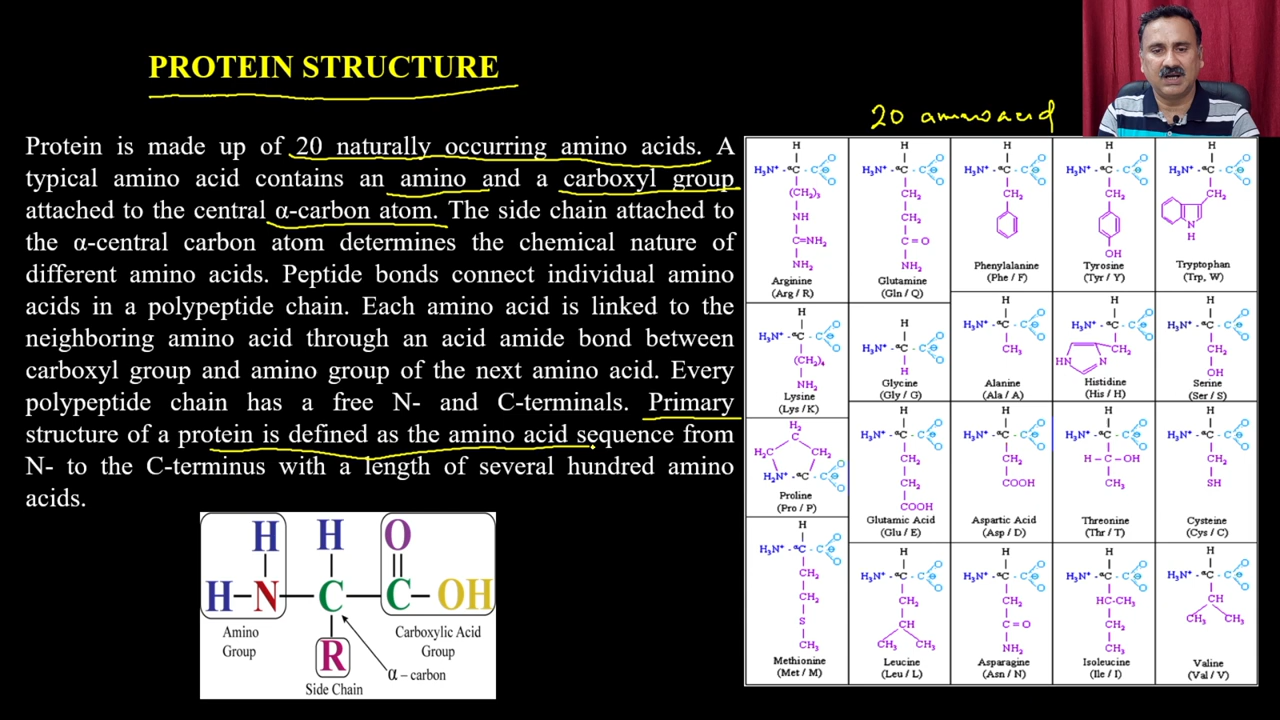 PROTEIN STRUCTURE
20 aminoacid
Protein is made up of 20 naturally occurring amino acids. A
typical amino acid contains an amino and a carboxyl group
attached to the central α-carbon atom. The side chain attached to
the α-central carbon atom determines the chemical nature of
different amino acids. Peptide bonds connect individual amino
acids in a polypeptide chain. Each amino acid is linked to the
neighboring amino acid through an acid amide bond between
carboxyl group and amino group of the next amino acid. Every
polypeptide chain has a free N- and C-terminals. Primary
structure of a protein is defined as the amino acid sequence from
N- to the C-terminus with a length of several hundred amino
acids.
H H O
H–N C C–OH
R
Amino
Group
Carboxylic Acid
Group
α – carbon
Side Chain
Arginine
(Arg / R)
Glutamine
(Gln / Q)
Phenylalanine
(Phe / F)
Tyrosine
(Tyr / Y)
Tryptophan
(Trp, W)
Lysine
(Lys / K)
Glycine
(Gly / G)
Alanine
(Ala / A)
Histidine
(His / H)
Serine
(Ser / S)
Proline
(Pro / P)
Glutamic Acid
(Glu / E)
Aspartic Acid
(Asp / D)
Threonine
(Thr / T)
Cysteine
(Cys / C)
Methionine
(Met / M)
Leucine
(Leu / L)
Asparagine
(Asn / N)
Isoleucine
(Ile / I)
Valine
(Val / V)